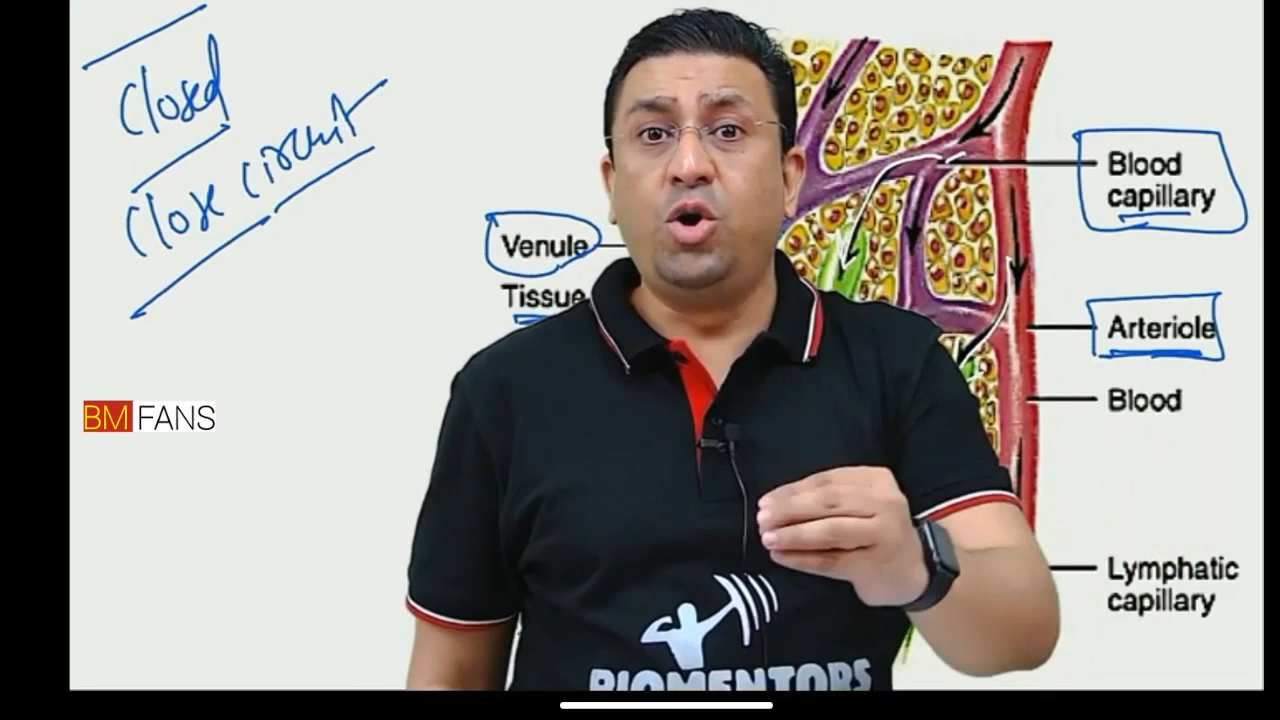 Closed
Close circuit
Venule
Tissue
Blood
capillary
Arteriole
Blood
Lymphatic
capillary
BM FANS
BIOMENTORS